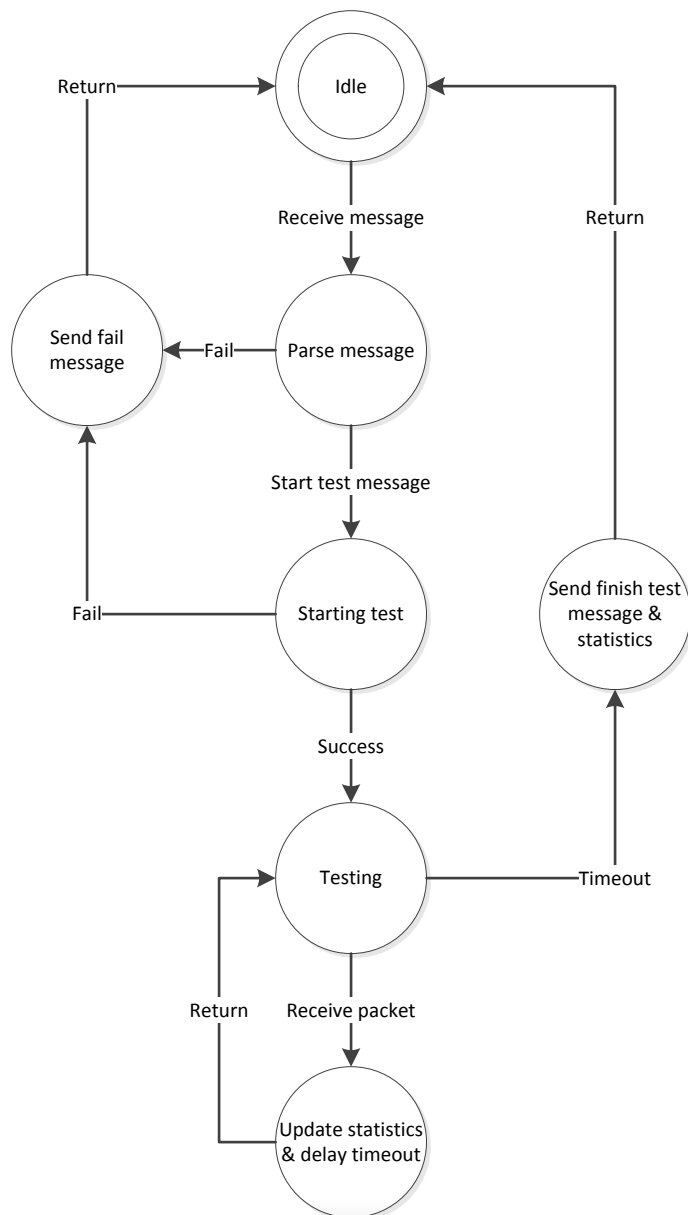 Idle
Return
Receive message
Return
Send fail
message
Fail
Parse message
Start test message
Fail
Starting test
Send finish test
message &
statistics
Success
Testing
Timeout
Return
Receive packet
Update statistics
& delay timeout